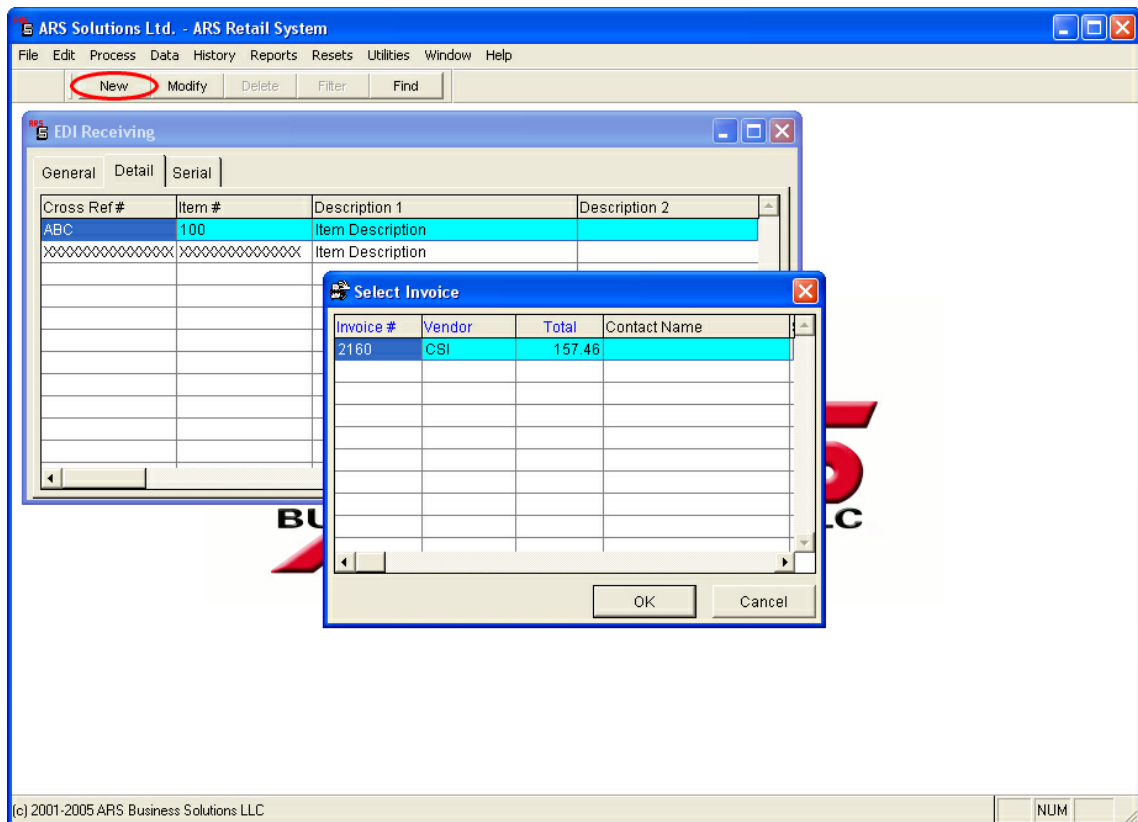 ARS Solutions Ltd. - ARS Retail System
File Edit Process Data History Reports Resets Utilities Window Help
New Modify Delete Filter Find
EDI Receiving
General Detail Serial
Cross Ref# Item # Description 1 Description 2
ABC 100 Item Description
XXXXXXXXXXXXXXX XXXXXXXXXXXXXX Item Description
Select Invoice
Invoice # Vendor Total Contact Name
2160 CSI 157.46
OK Cancel
(c) 2001-2005 ARS Business Solutions LLC NUM